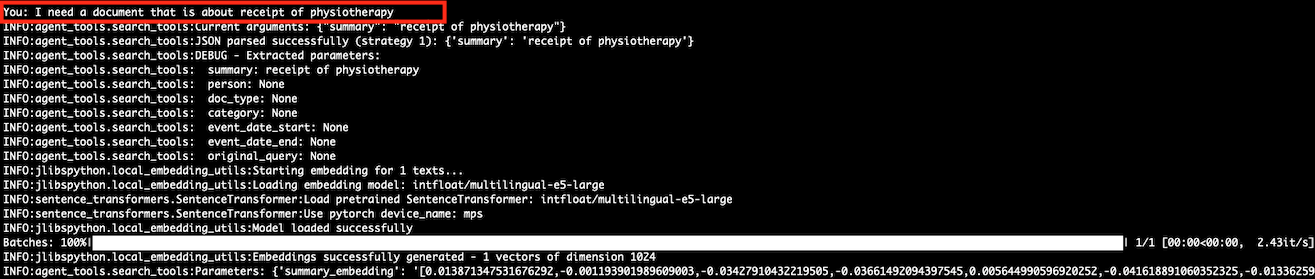 You: I need a document that is about receipt of physiotherapy
INFO:agent_tools.search_tools:Current arguments: {"summary": "receipt of physiotherapy"}
INFO:agent_tools.search_tools:JSON parsed successfully (strategy 1): {'summary': 'receipt of physiotherapy'}
INFO:agent_tools.search_tools:DEBUG - Extracted parameters:
INFO:agent_tools.search_tools:  summary: receipt of physiotherapy
INFO:agent_tools.search_tools:  person: None
INFO:agent_tools.search_tools:  doc_type: None
INFO:agent_tools.search_tools:  category: None
INFO:agent_tools.search_tools:  event_date_start: None
INFO:agent_tools.search_tools:  event_date_end: None
INFO:agent_tools.search_tools:  original_query: None
INFO:jlibspython.local_embedding_utils:Starting embedding for 1 texts...
INFO:jlibspython.local_embedding_utils:Loading embedding model: intfloat/multilingual-e5-large
INFO:sentence_transformers.SentenceTransformer:Load pretrained SentenceTransformer: intfloat/multilingual-e5-large
INFO:sentence_transformers.SentenceTransformer:Use pytorch device_name: mps
INFO:jlibspython.local_embedding_utils:Model loaded successfully
Batches: 100%| | 1/1 [00:00<00:00, 2.43it/s]
INFO:jlibspython.local_embedding_utils:Embeddings successfully generated - 1 vectors of dimension 1024
INFO:agent_tools.search_tools:Parameters: {'summary_embedding': '[0.013871347531676292,-0.001193901989609003,-0.03427910432219505,-0.03661492094397545,0.005644990596920252,-0.041618891060352325,-0.01336259